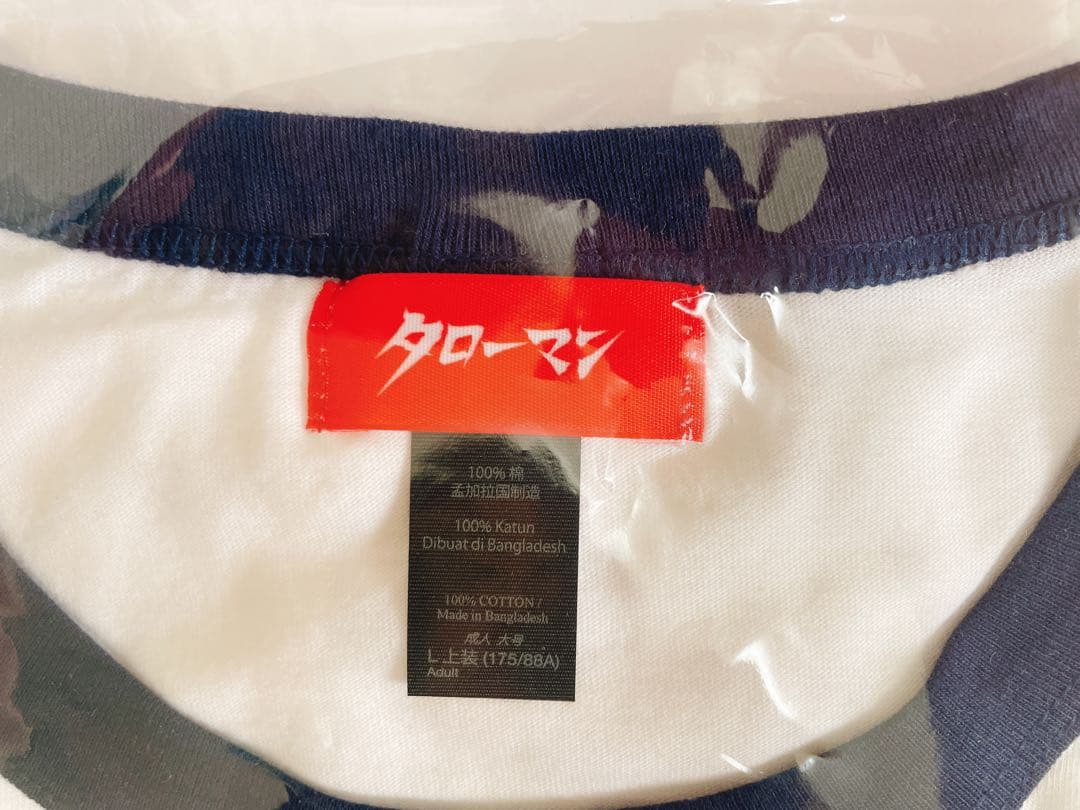 タローマン
100% 棉
孟加拉国制造
100% Katun
Dibuat di Bangladesh
100% COTTON /
Made in Bangladesh
成人 大号
L 上装 (175/88A)
Adult